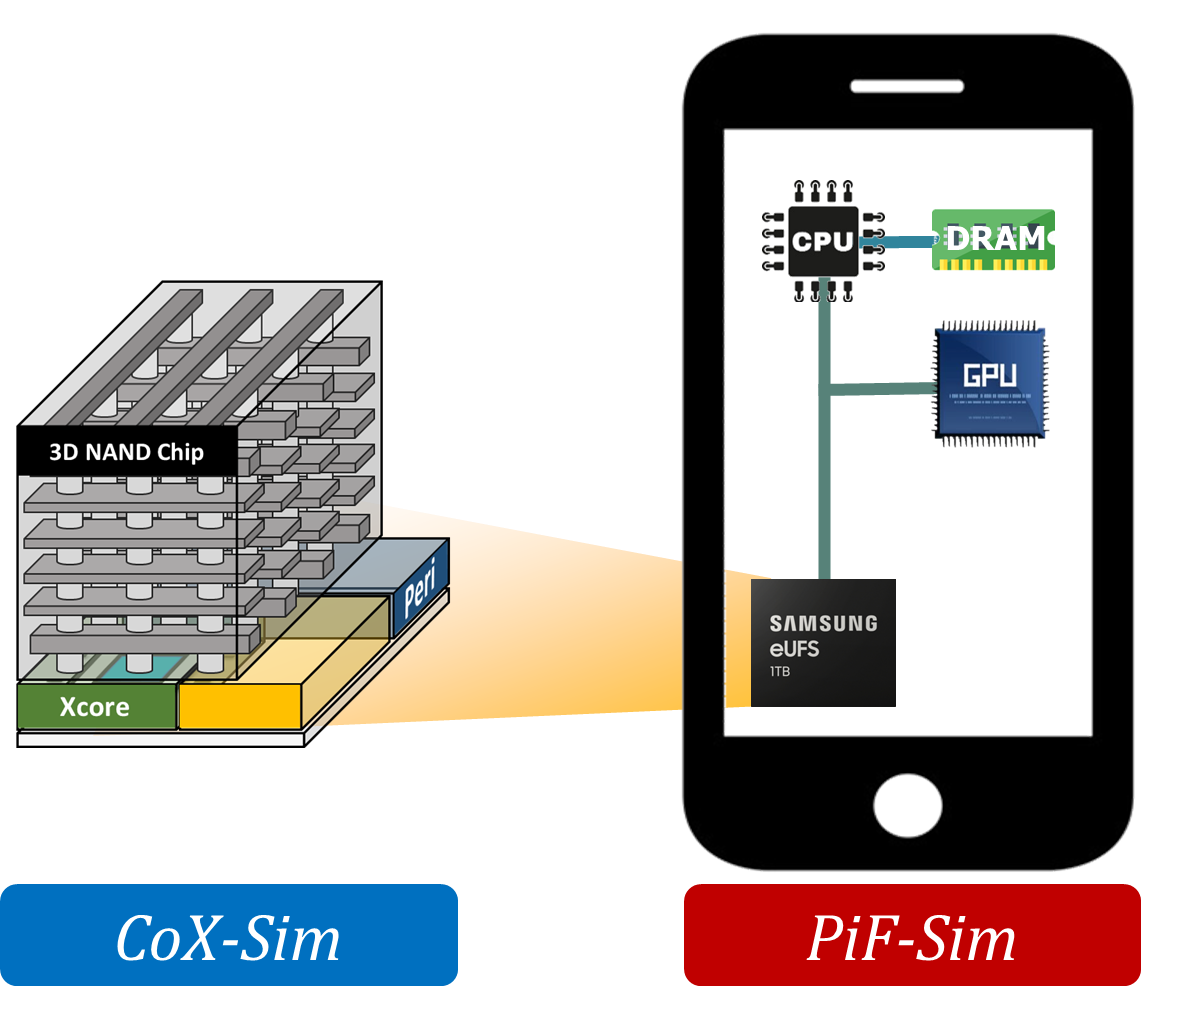 CPU
DRAM
GPU
3D NAND Chip
Peri
SAMSUNG
eUFS
1TB
Xcore
CoX-Sim
PiF-Sim